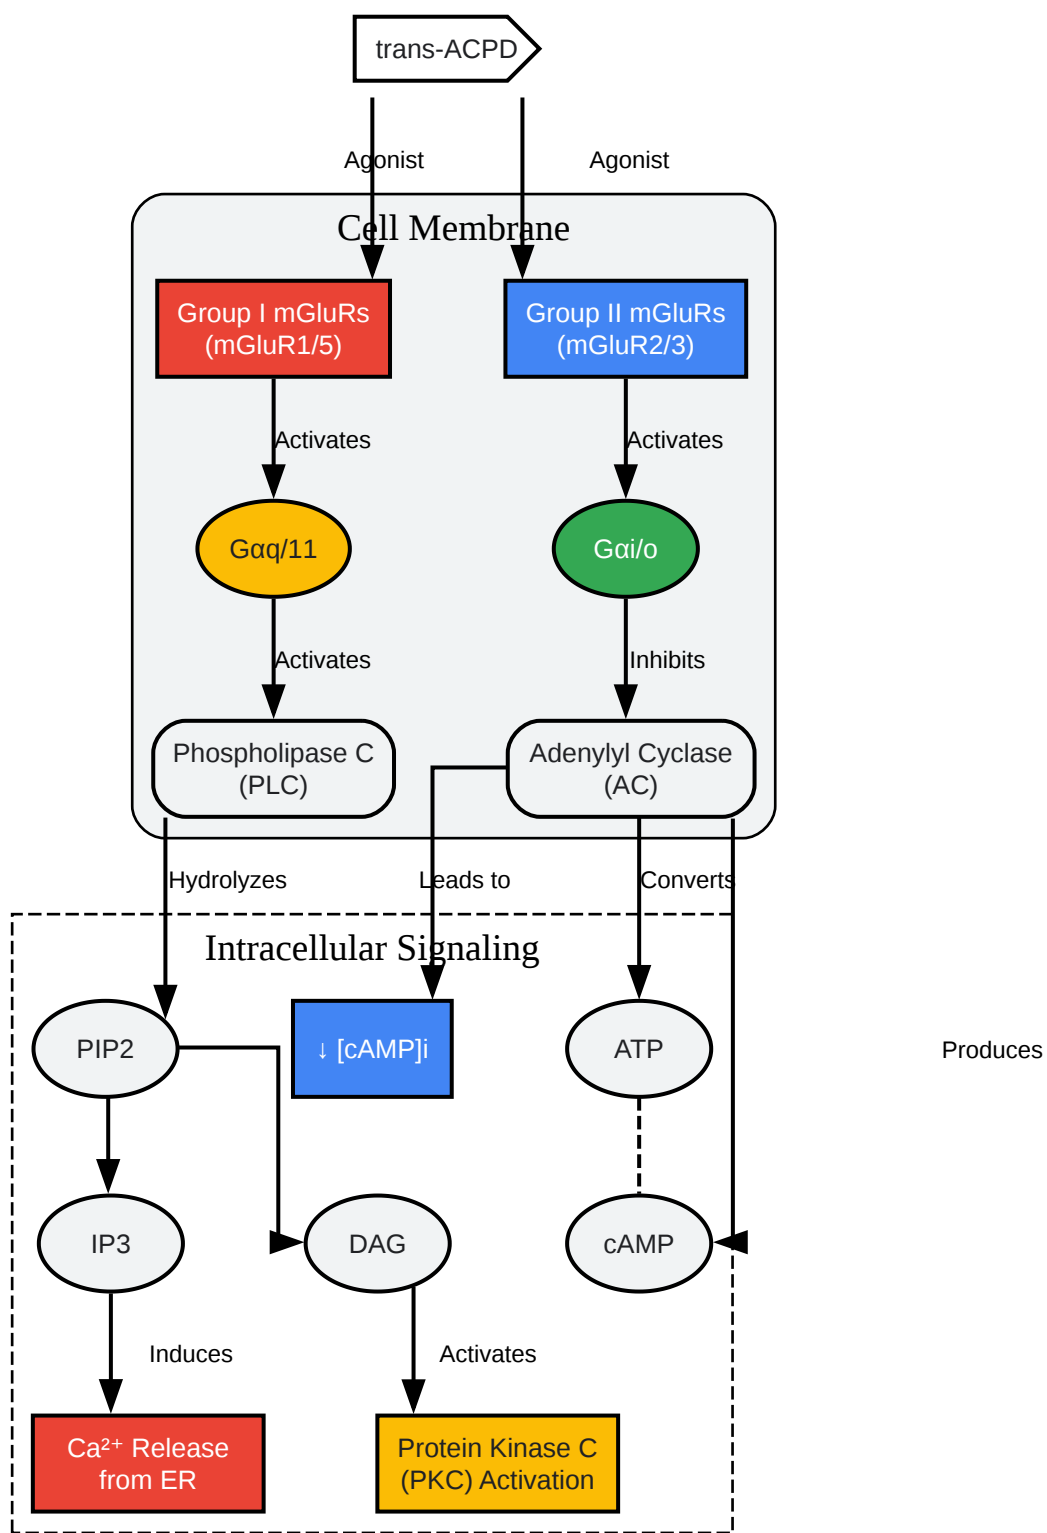 trans-ACPD
Agonist
Agonist
Cell Membrane
Group I mGluRs
(mGluR1/5)
Group II mGluRs
(mGluR2/3)
Activates
Activates
Gαq/11
Gαi/o
Activates
Inhibits
Phospholipase C
(PLC)
Adenylyl Cyclase
(AC)
Hydrolyzes
Leads to
Converts
Intracellular Signaling
PIP2
↓ [cAMP]i
ATP
Produces
IP3
DAG
cAMP
Induces
Activates
Ca²⁺ Release
from ER
Protein Kinase C
(PKC) Activation